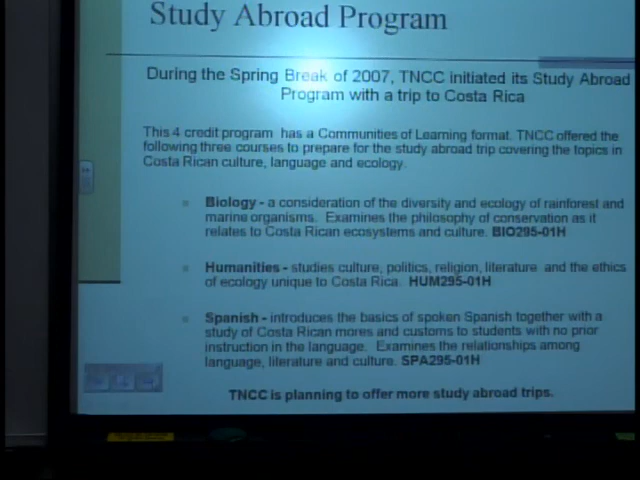 Study Abroad Program
During the Spring Break of 2007, TNCC initiated its Study Abroad
Program with a trip to Costa Rica
This 4 credit program has a Communities of Learning format. TNCC offered the
following three courses to prepare for the study abroad trip covering the topics in
Costa Rican culture, language and ecology.
Biology - a consideration of the diversity and ecology of rainforest and
marine organisms. Examines the philosophy of conservation as it
relates to Costa Rican ecosystems and culture. BIO295-01H
Humanities - studies culture, politics, religion, literature and the ethics
of ecology unique to Costa Rica. HUM295-01H
Spanish - introduces the basics of spoken Spanish together with a
study of Costa Rican mores and customs to students with no prior
instruction in the language. Examines the relationships among
language, literature and culture. SPA295-01H
TNCC is planning to offer more study abroad trips.